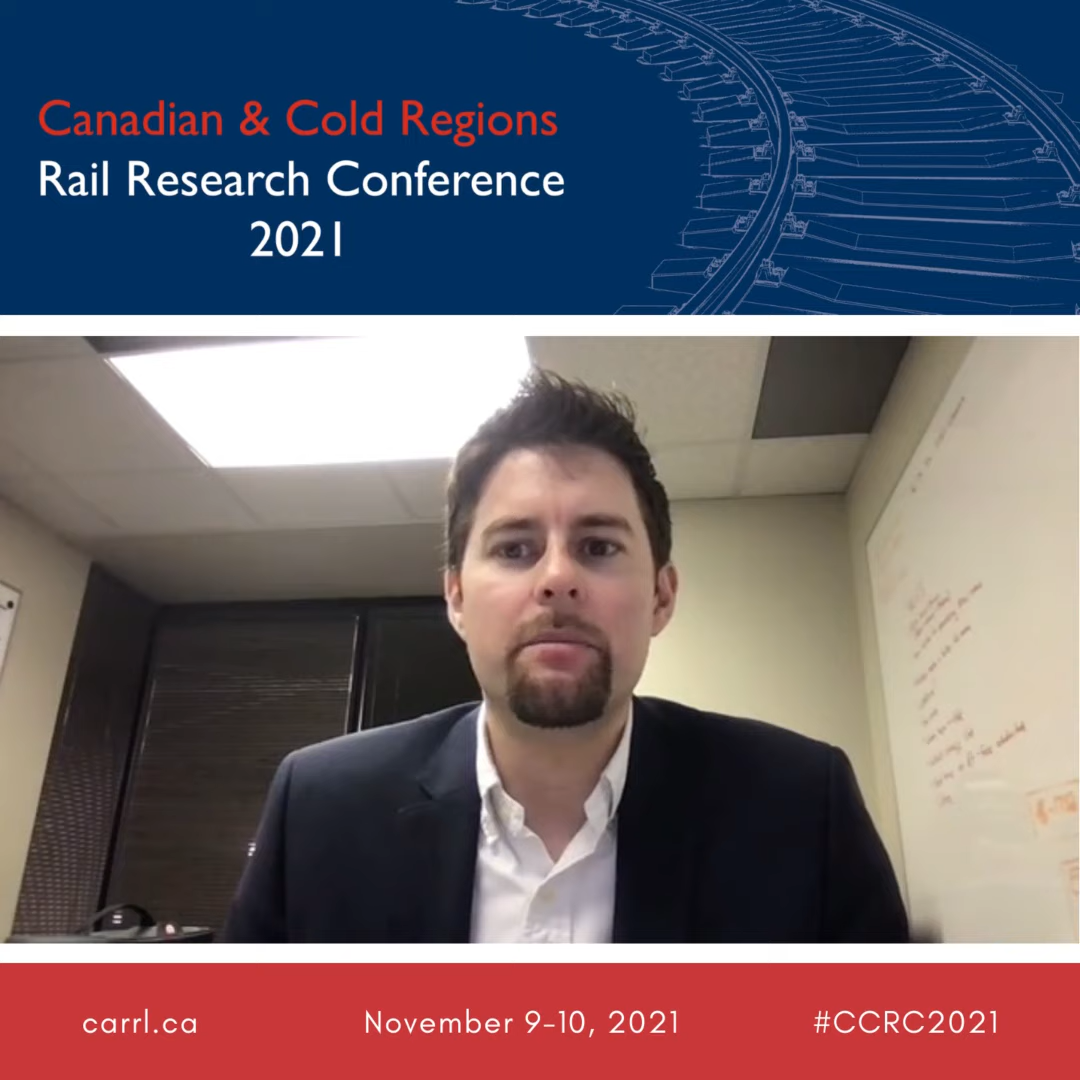 Canadian & Cold Regions
Rail Research Conference
2021
carrl.ca
November 9-10, 2021
#CCRC2021